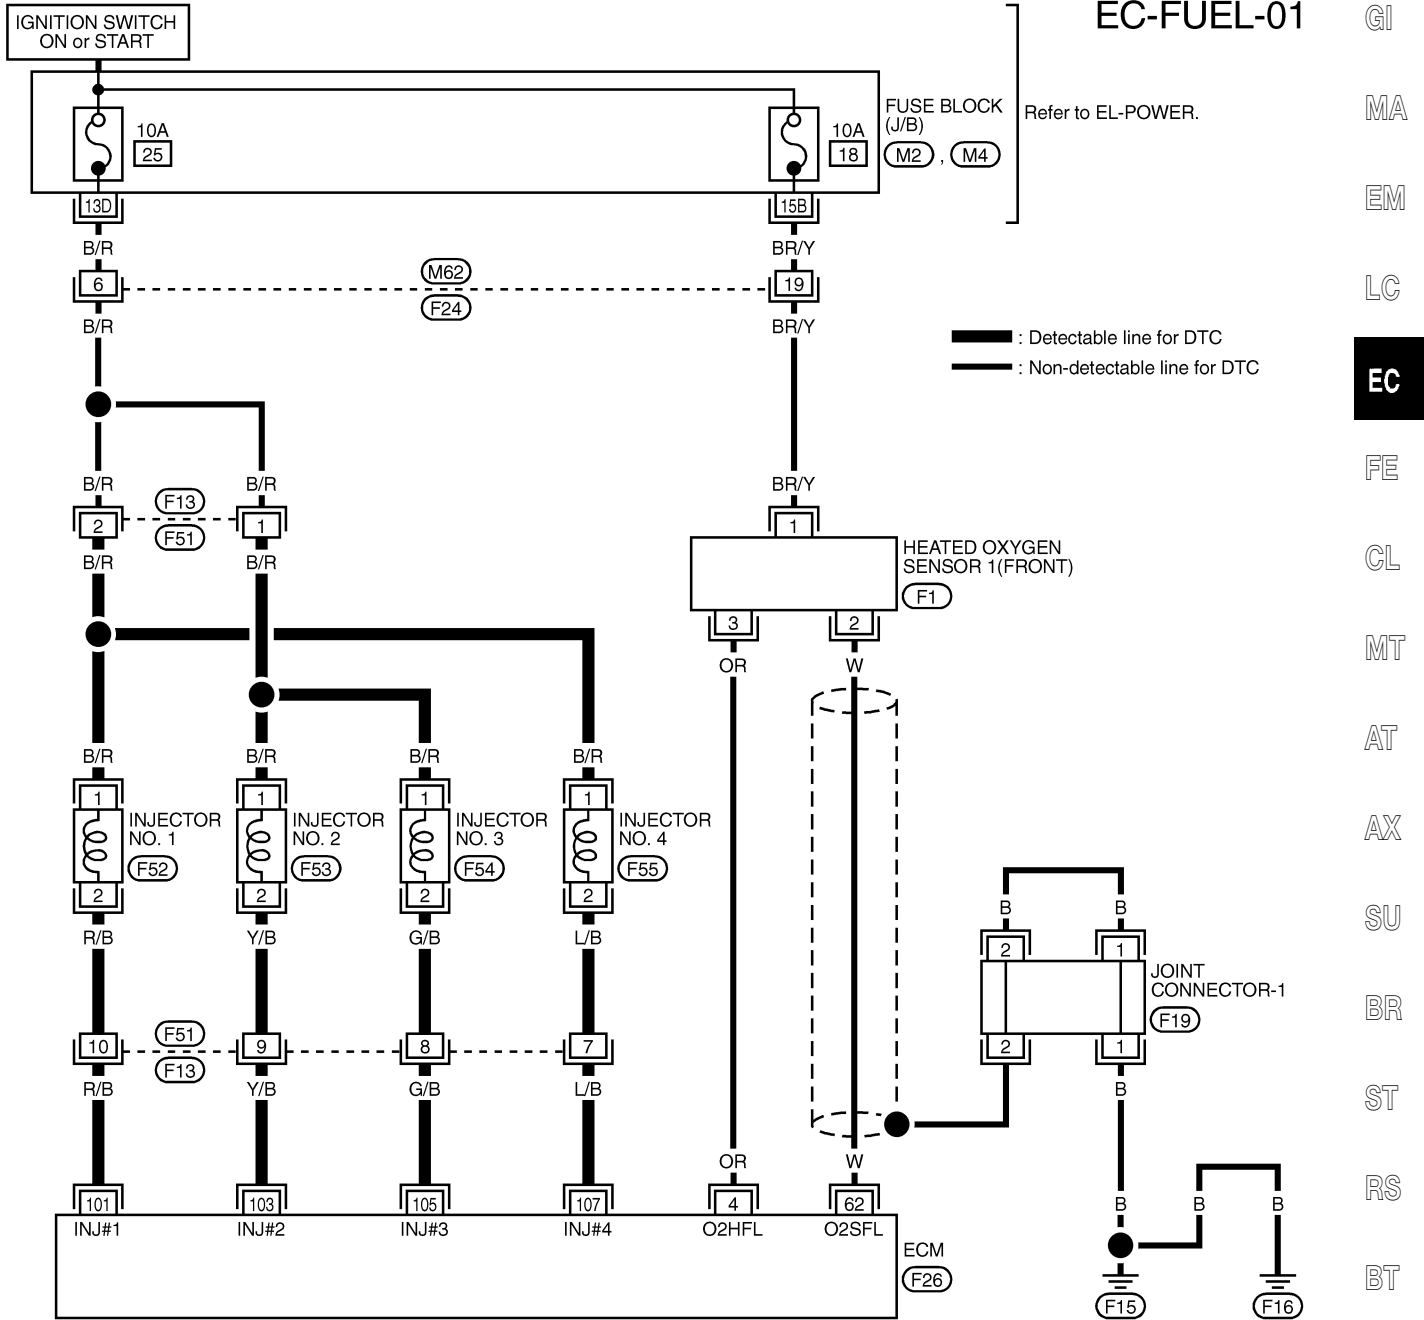 EC-FUEL-01
IGNITION SWITCH
ON or START
10A
25
10A
18
FUSE BLOCK
(J/B)
M2 , M4
Refer to EL-POWER.
13D
15B
B/R
BR/Y
6
M62
F24
19
B/R
BR/Y
: Detectable line for DTC
: Non-detectable line for DTC
B/R
B/R
BR/Y
2
F13
F51
1
1
B/R
B/R
HEATED OXYGEN
SENSOR 1(FRONT)
F1
3
2
OR
W
B/R
B/R
B/R
B/R
1
1
1
1
INJECTOR
NO. 1
F52
INJECTOR
NO. 2
F53
INJECTOR
NO. 3
F54
INJECTOR
NO. 4
F55
2
2
2
2
R/B
Y/B
G/B
L/B
B
B
2
1
JOINT
CONNECTOR-1
F19
2
1
10
F51
F13
9
8
7
R/B
Y/B
G/B
L/B
B
OR
W
101
103
105
107
4
62
B
B
B
INJ#1
INJ#2
INJ#3
INJ#4
O2HFL
O2SFL
ECM
F26
F15
F16
GI
MA
EM
LC
EC
FE
CL
MT
AT
AX
SU
BR
ST
RS
BT